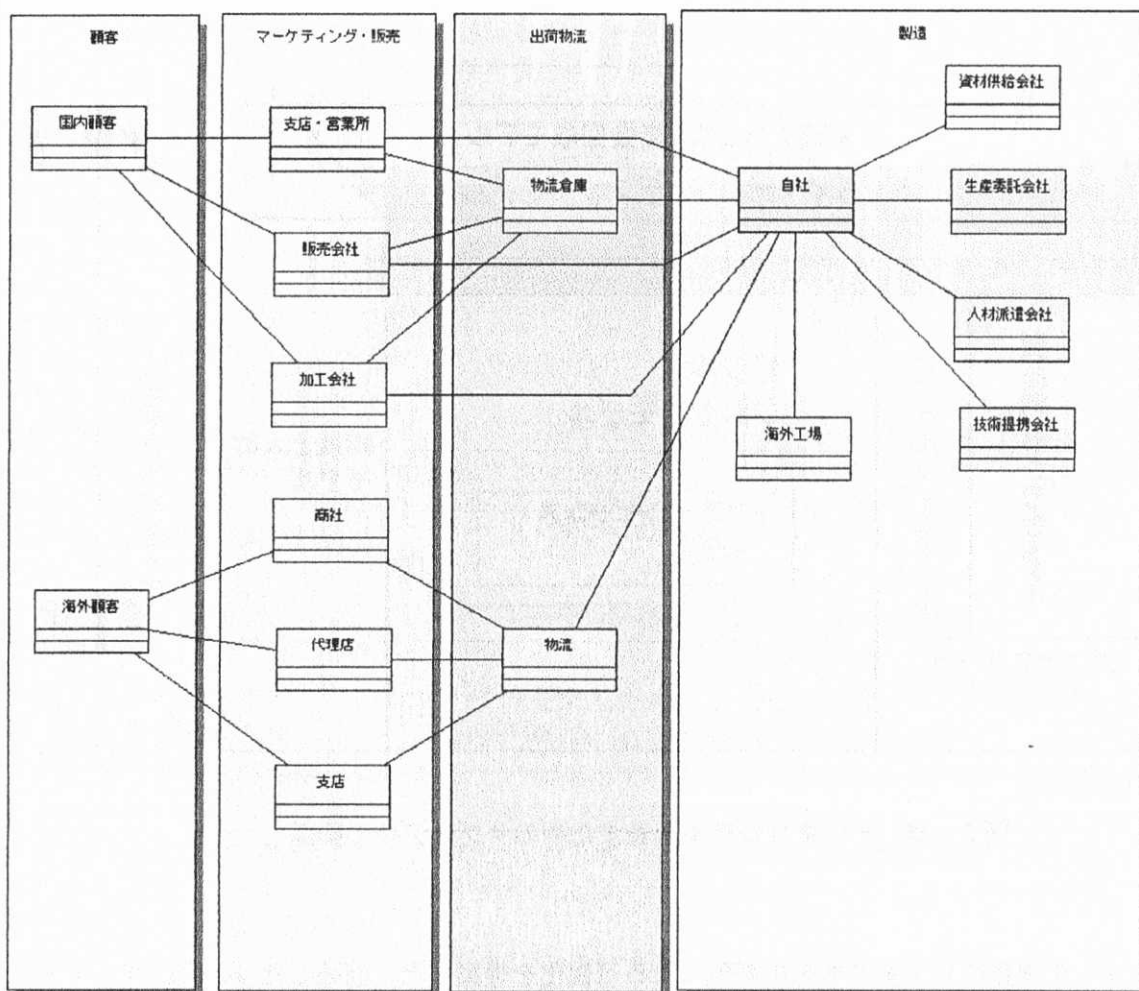 顧客
マーケティング・販売
出荷物流
製造
国内顧客
支店・営業所
物流倉庫
自社
資材供給会社
生産委託会社
販売会社
人材派遣会社
加工会社
海外工場
技術提携会社
商社
海外顧客
代理店
物流
支店